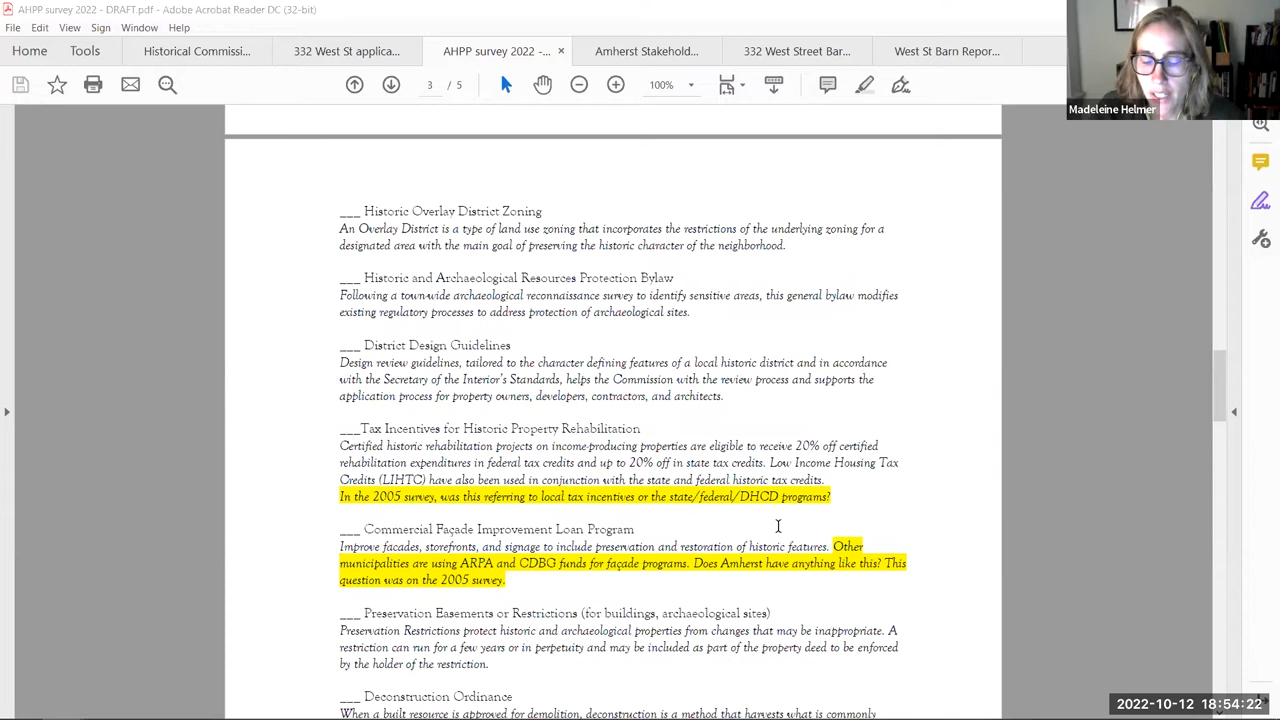 AHPP survey 2022 - DRAFT.pdf - Adobe Acrobat Reader DC (32-bit)
File Edit View Sign Window Help
Home Tools Historical Commissi... 332 West St applica... AHPP survey 2022 -... × Amherst Stakehold... 332 West Street Bar... West St Barn Repor...
3 / 5 100%
Madeleine Helmer
___ Historic Overlay District Zoning
An Overlay District is a type of land use zoning that incorporates the restrictions of the underlying zoning for a
designated area with the main goal of preserving the historic character of the neighborhood.
___ Historic and Archaeological Resources Protection Bylaw
Following a town-wide archaeological reconnaissance survey to identify sensitive areas, this general bylaw modifies
existing regulatory processes to address protection of archaeological sites.
___ District Design Guidelines
Design review guidelines, tailored to the character defining features of a local historic district and in accordance
with the Secretary of the Interior's Standards, helps the Commission with the review process and supports the
application process for property owners, developers, contractors, and architects.
___Tax Incentives for Historic Property Rehabilitation
Certified historic rehabilitation projects on income-producing properties are eligible to receive 20% off certified
rehabilitation expenditures in federal tax credits and up to 20% off in state tax credits. Low Income Housing Tax
Credits (LIHTC) have also been used in conjunction with the state and federal historic tax credits.
In the 2005 survey, was this referring to local tax incentives or the state/federal/DHCD programs?
___ Commercial Façade Improvement Loan Program
Improve facades, storefronts, and signage to include preservation and restoration of historic features. Other
municipalities are using ARPA and CDBG funds for façade programs. Does Amherst have anything like this? This
question was on the 2005 survey.
___ Preservation Easements or Restrictions (for buildings, archaeological sites)
Preservation Restrictions protect historic and archaeological properties from changes that may be inappropriate. A
restriction can run for a few years or in perpetuity and may be included as part of the property deed to be enforced
by the holder of the restriction.
___ Deconstruction Ordinance
When a built resource is approved for demolition, deconstruction is a method that harvests what is commonly
2022-10-12 18:54:22